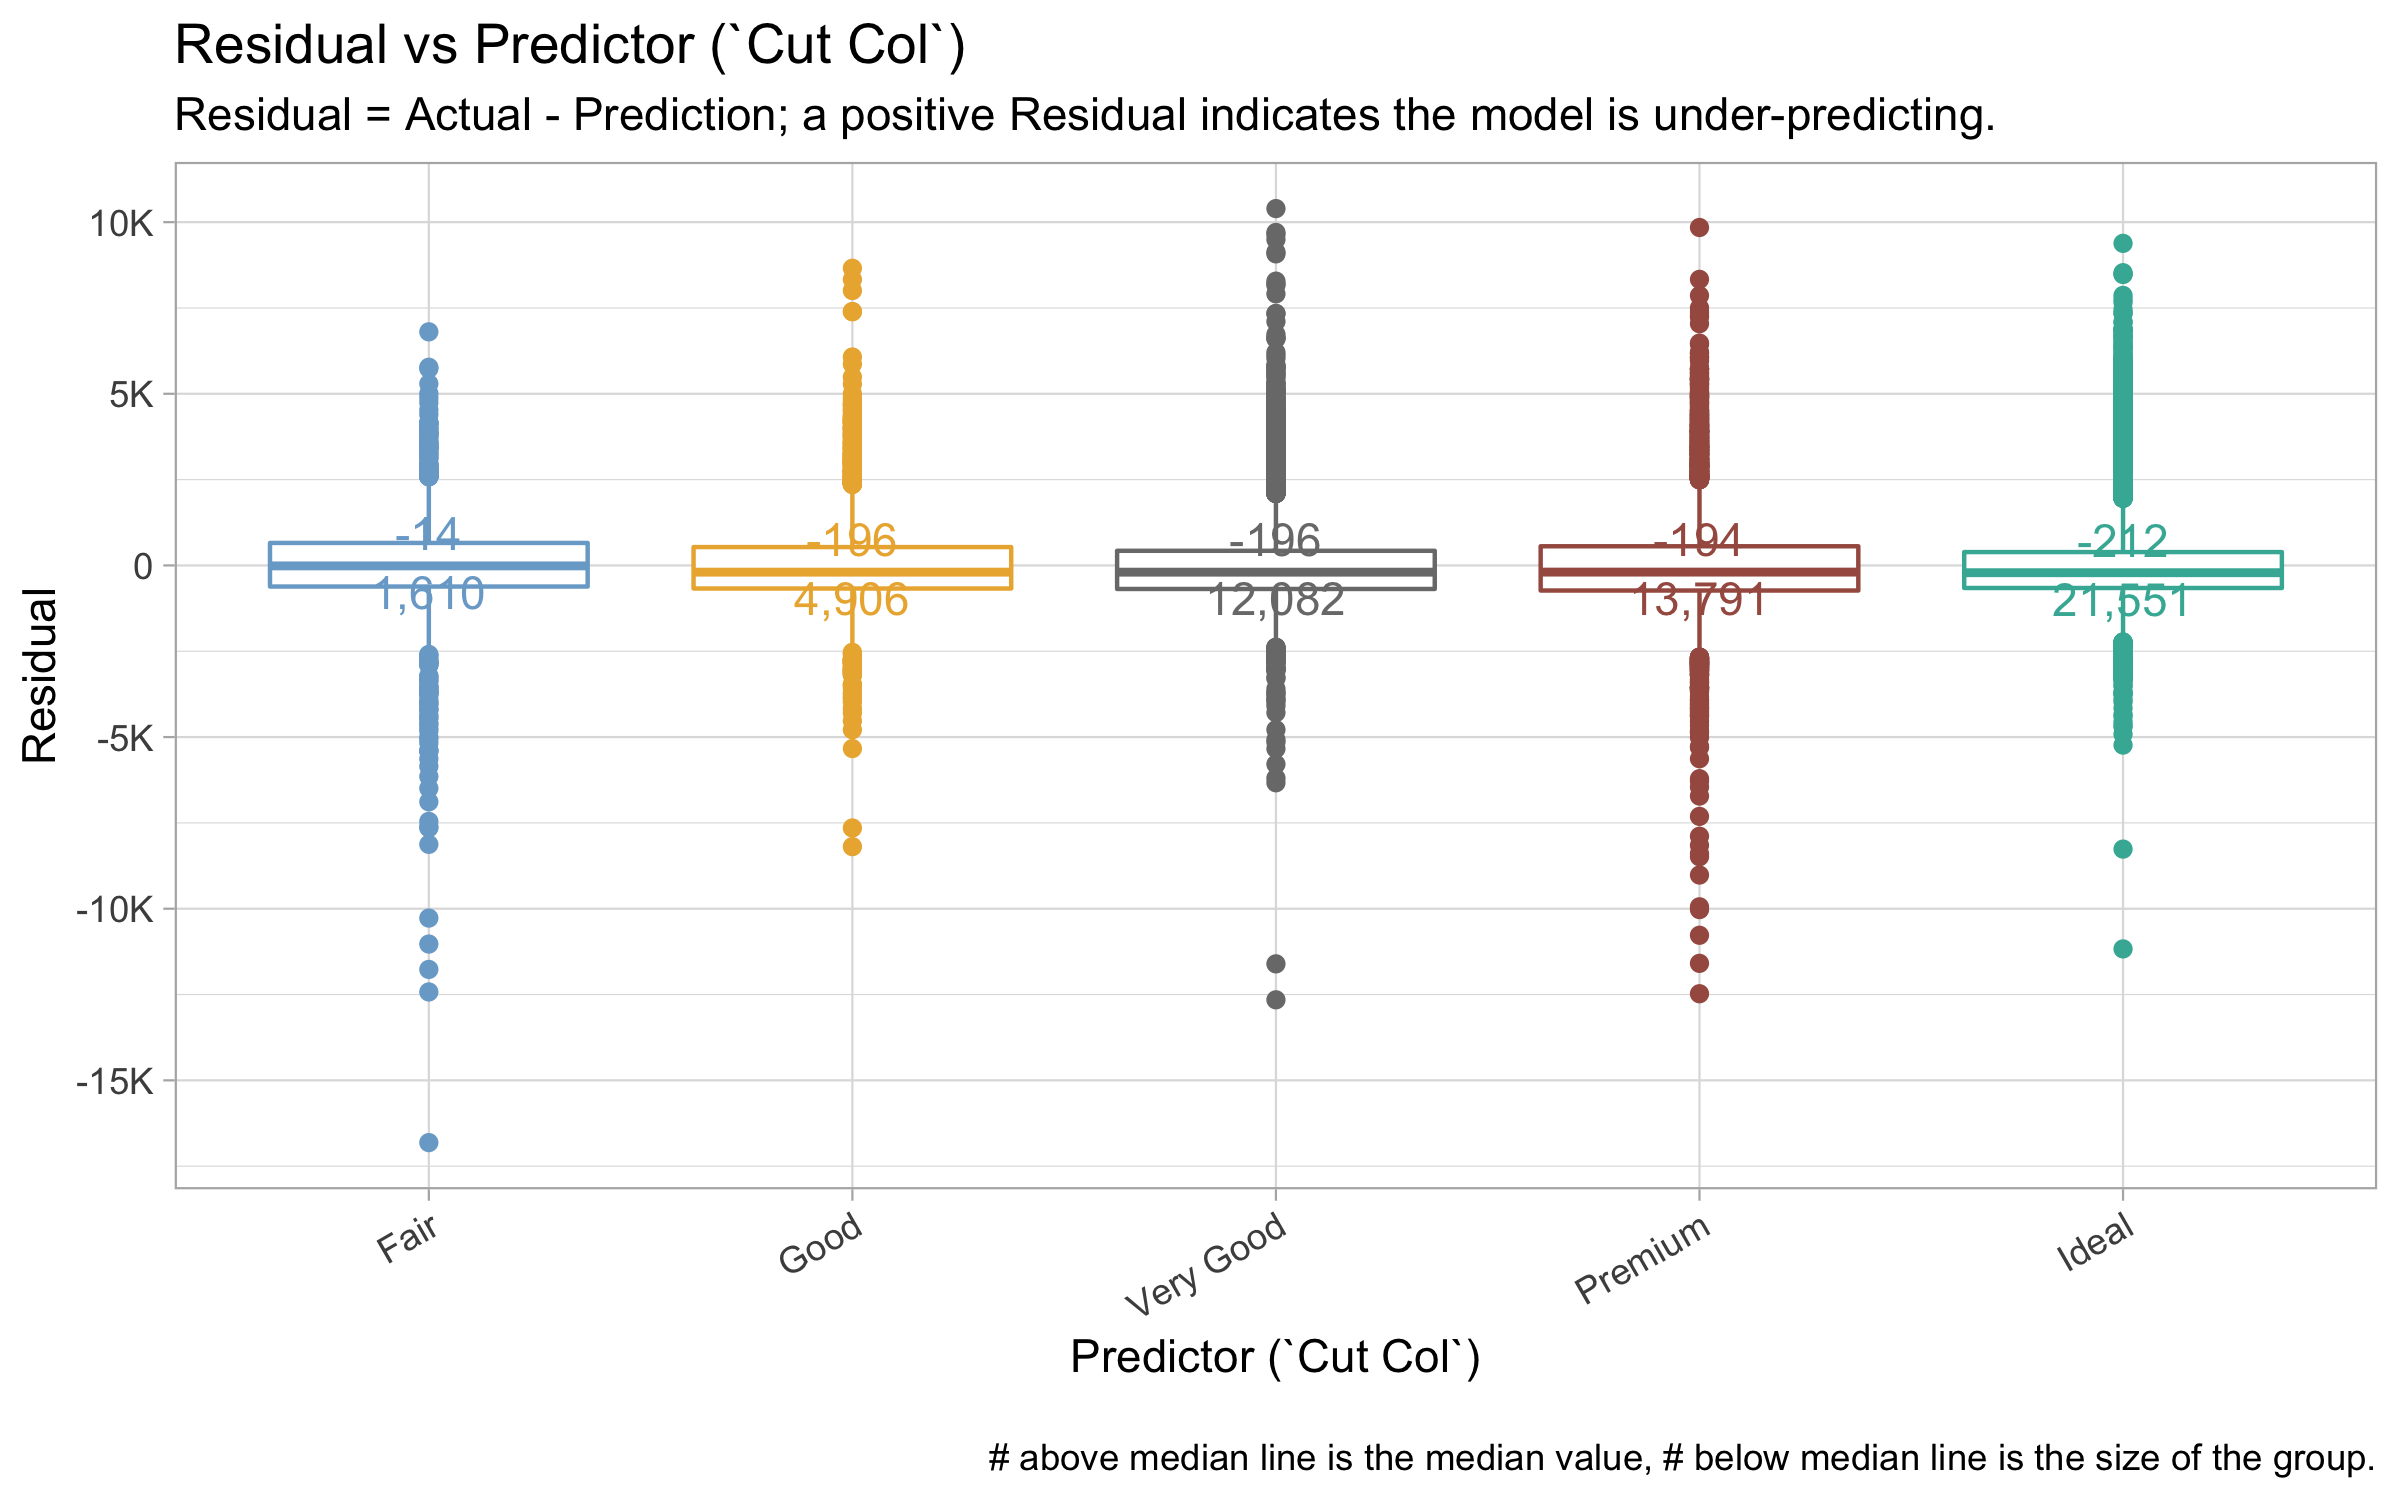 Residual vs Predictor (`Cut Col`)
Residual = Actual - Prediction; a positive Residual indicates the model is under-predicting.
Residual
10K
5K
0
-5K
-10K
-15K
-14
-196
-196
-194
-212
1,610
4,906
12,082
13,791
21,551
Fair
Good
Very Good
Premium
Ideal
Predictor (`Cut Col`)
# above median line is the median value, # below median line is the size of the group.